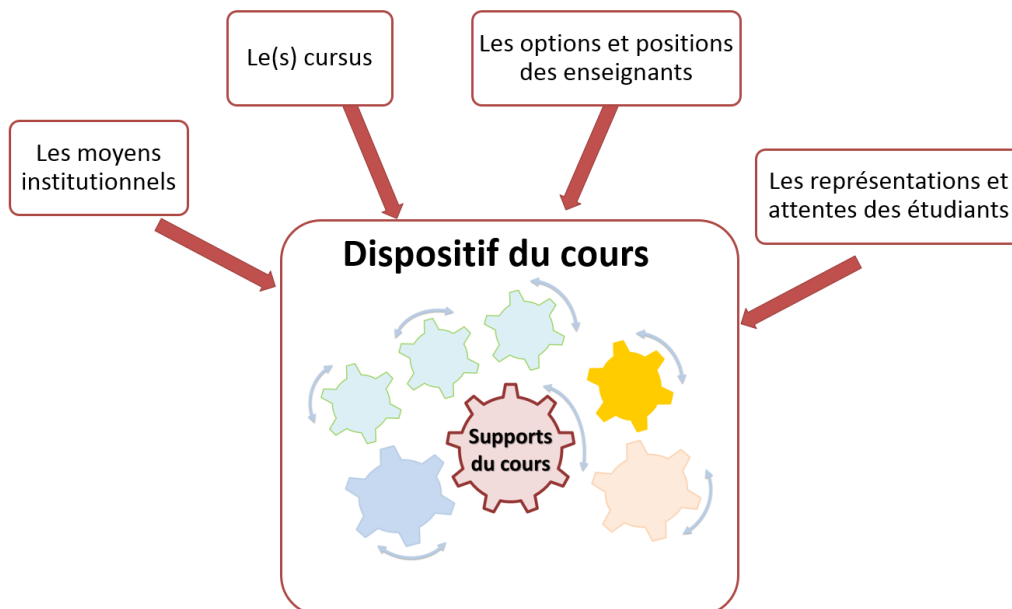 Le(s) cursus
Les options et positions
des enseignants
Les moyens
institutionnels
Les représentations et
attentes des étudiants
Dispositif du cours
Supports
du cours